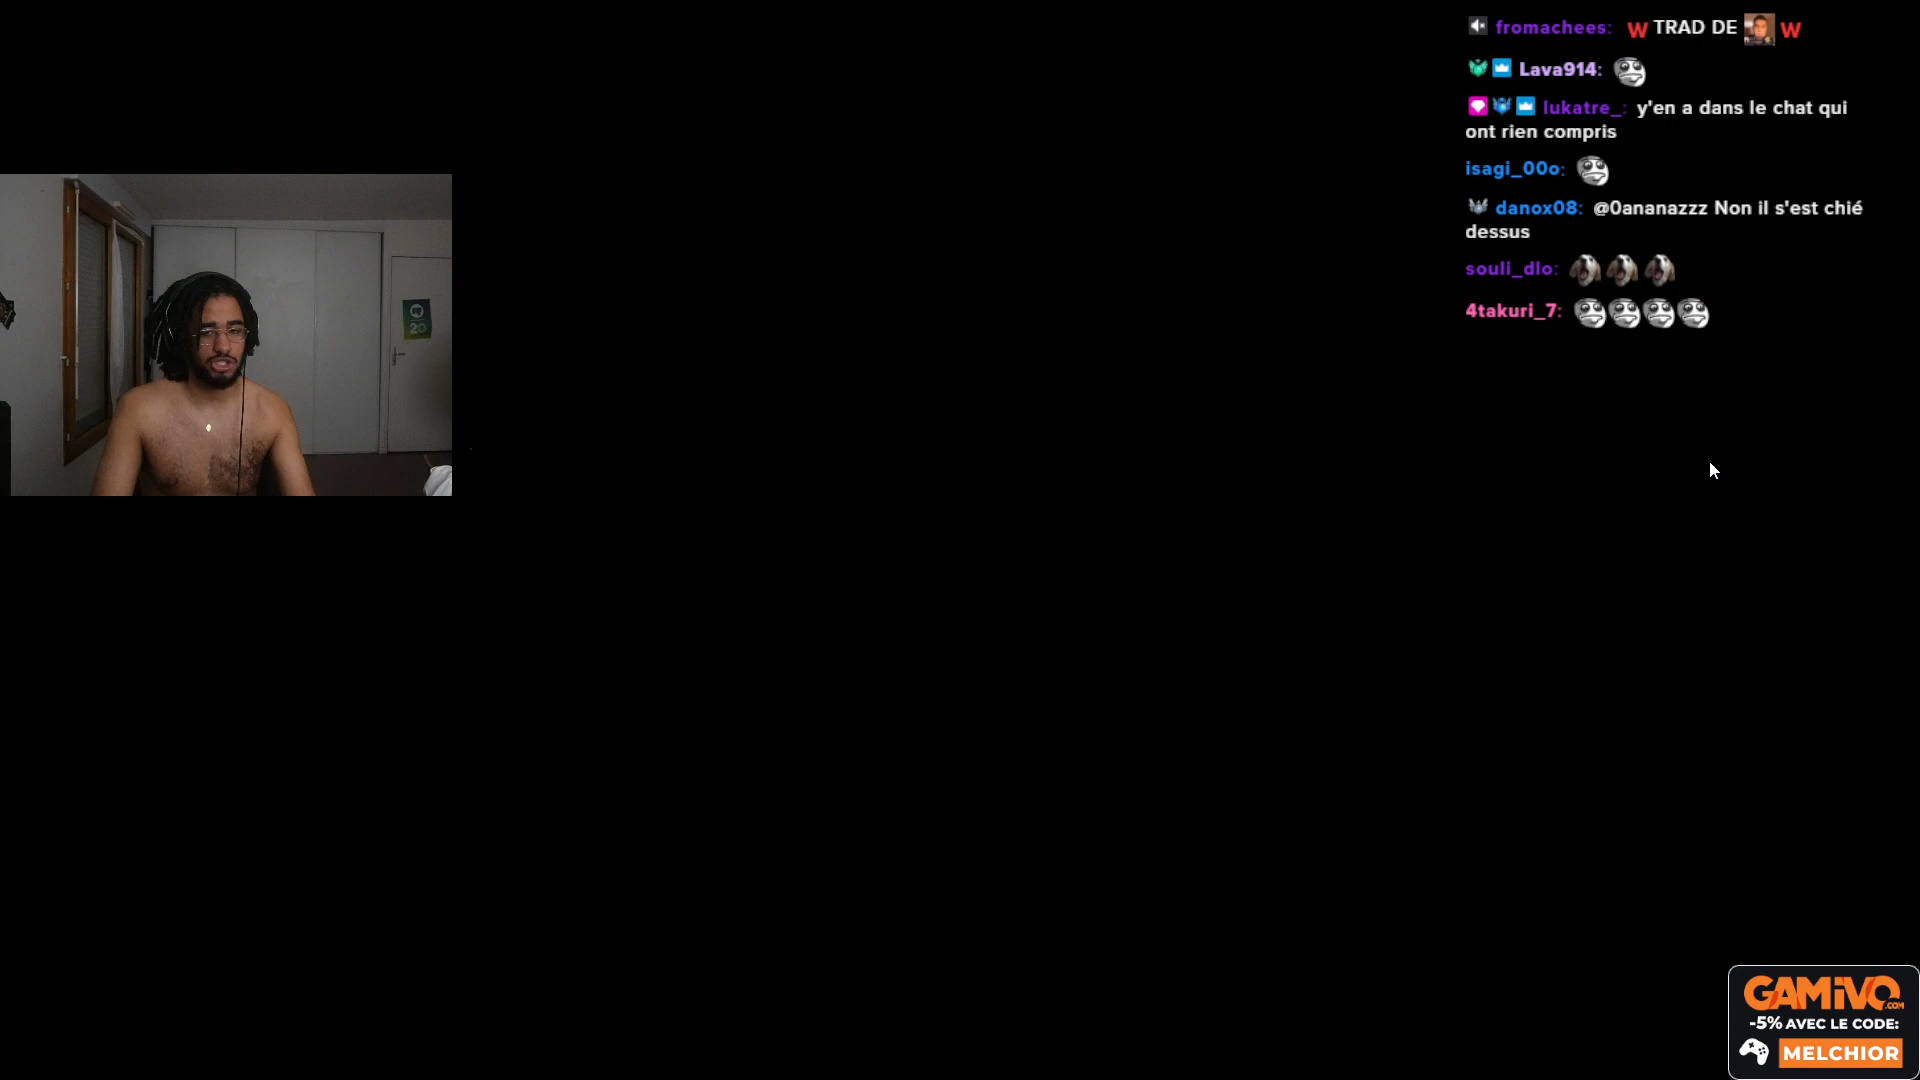 fromachees: W TRAD DE W
Lava914:
lukatre_: y'en a dans le chat qui
ont rien compris
isagi_00o:
danox08: @0ananazzz Non il s'est chié
dessus
souli_dlo:
4takuri_7:
20
GAMIVO.COM
-5% AVEC LE CODE:
MELCHIOR